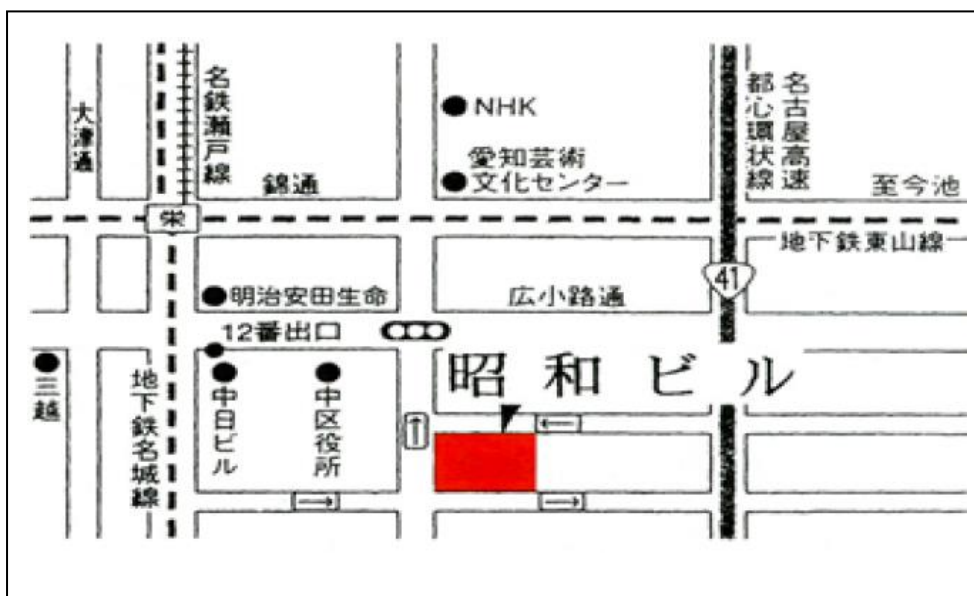 大津通
名鉄瀬戸線
NHK
愛知芸術
文化センター
名古屋高速
都心環状線
錦通
至今池
栄
地下鉄東山線
41
明治安田生命
広小路通
12番出口
昭和ビル
三越
地下鉄名城線
中日ビル
中区役所
↑
←
→
→